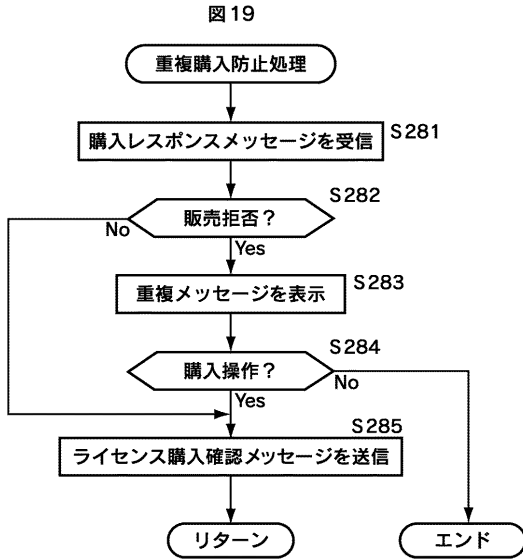 図19
重複購入防止処理
購入レスポンスメッセージを受信
S281
S282
販売拒否？
No
Yes
重複メッセージを表示
S283
S284
購入操作？
No
Yes
S285
ライセンス購入確認メッセージを送信
リターン
エンド